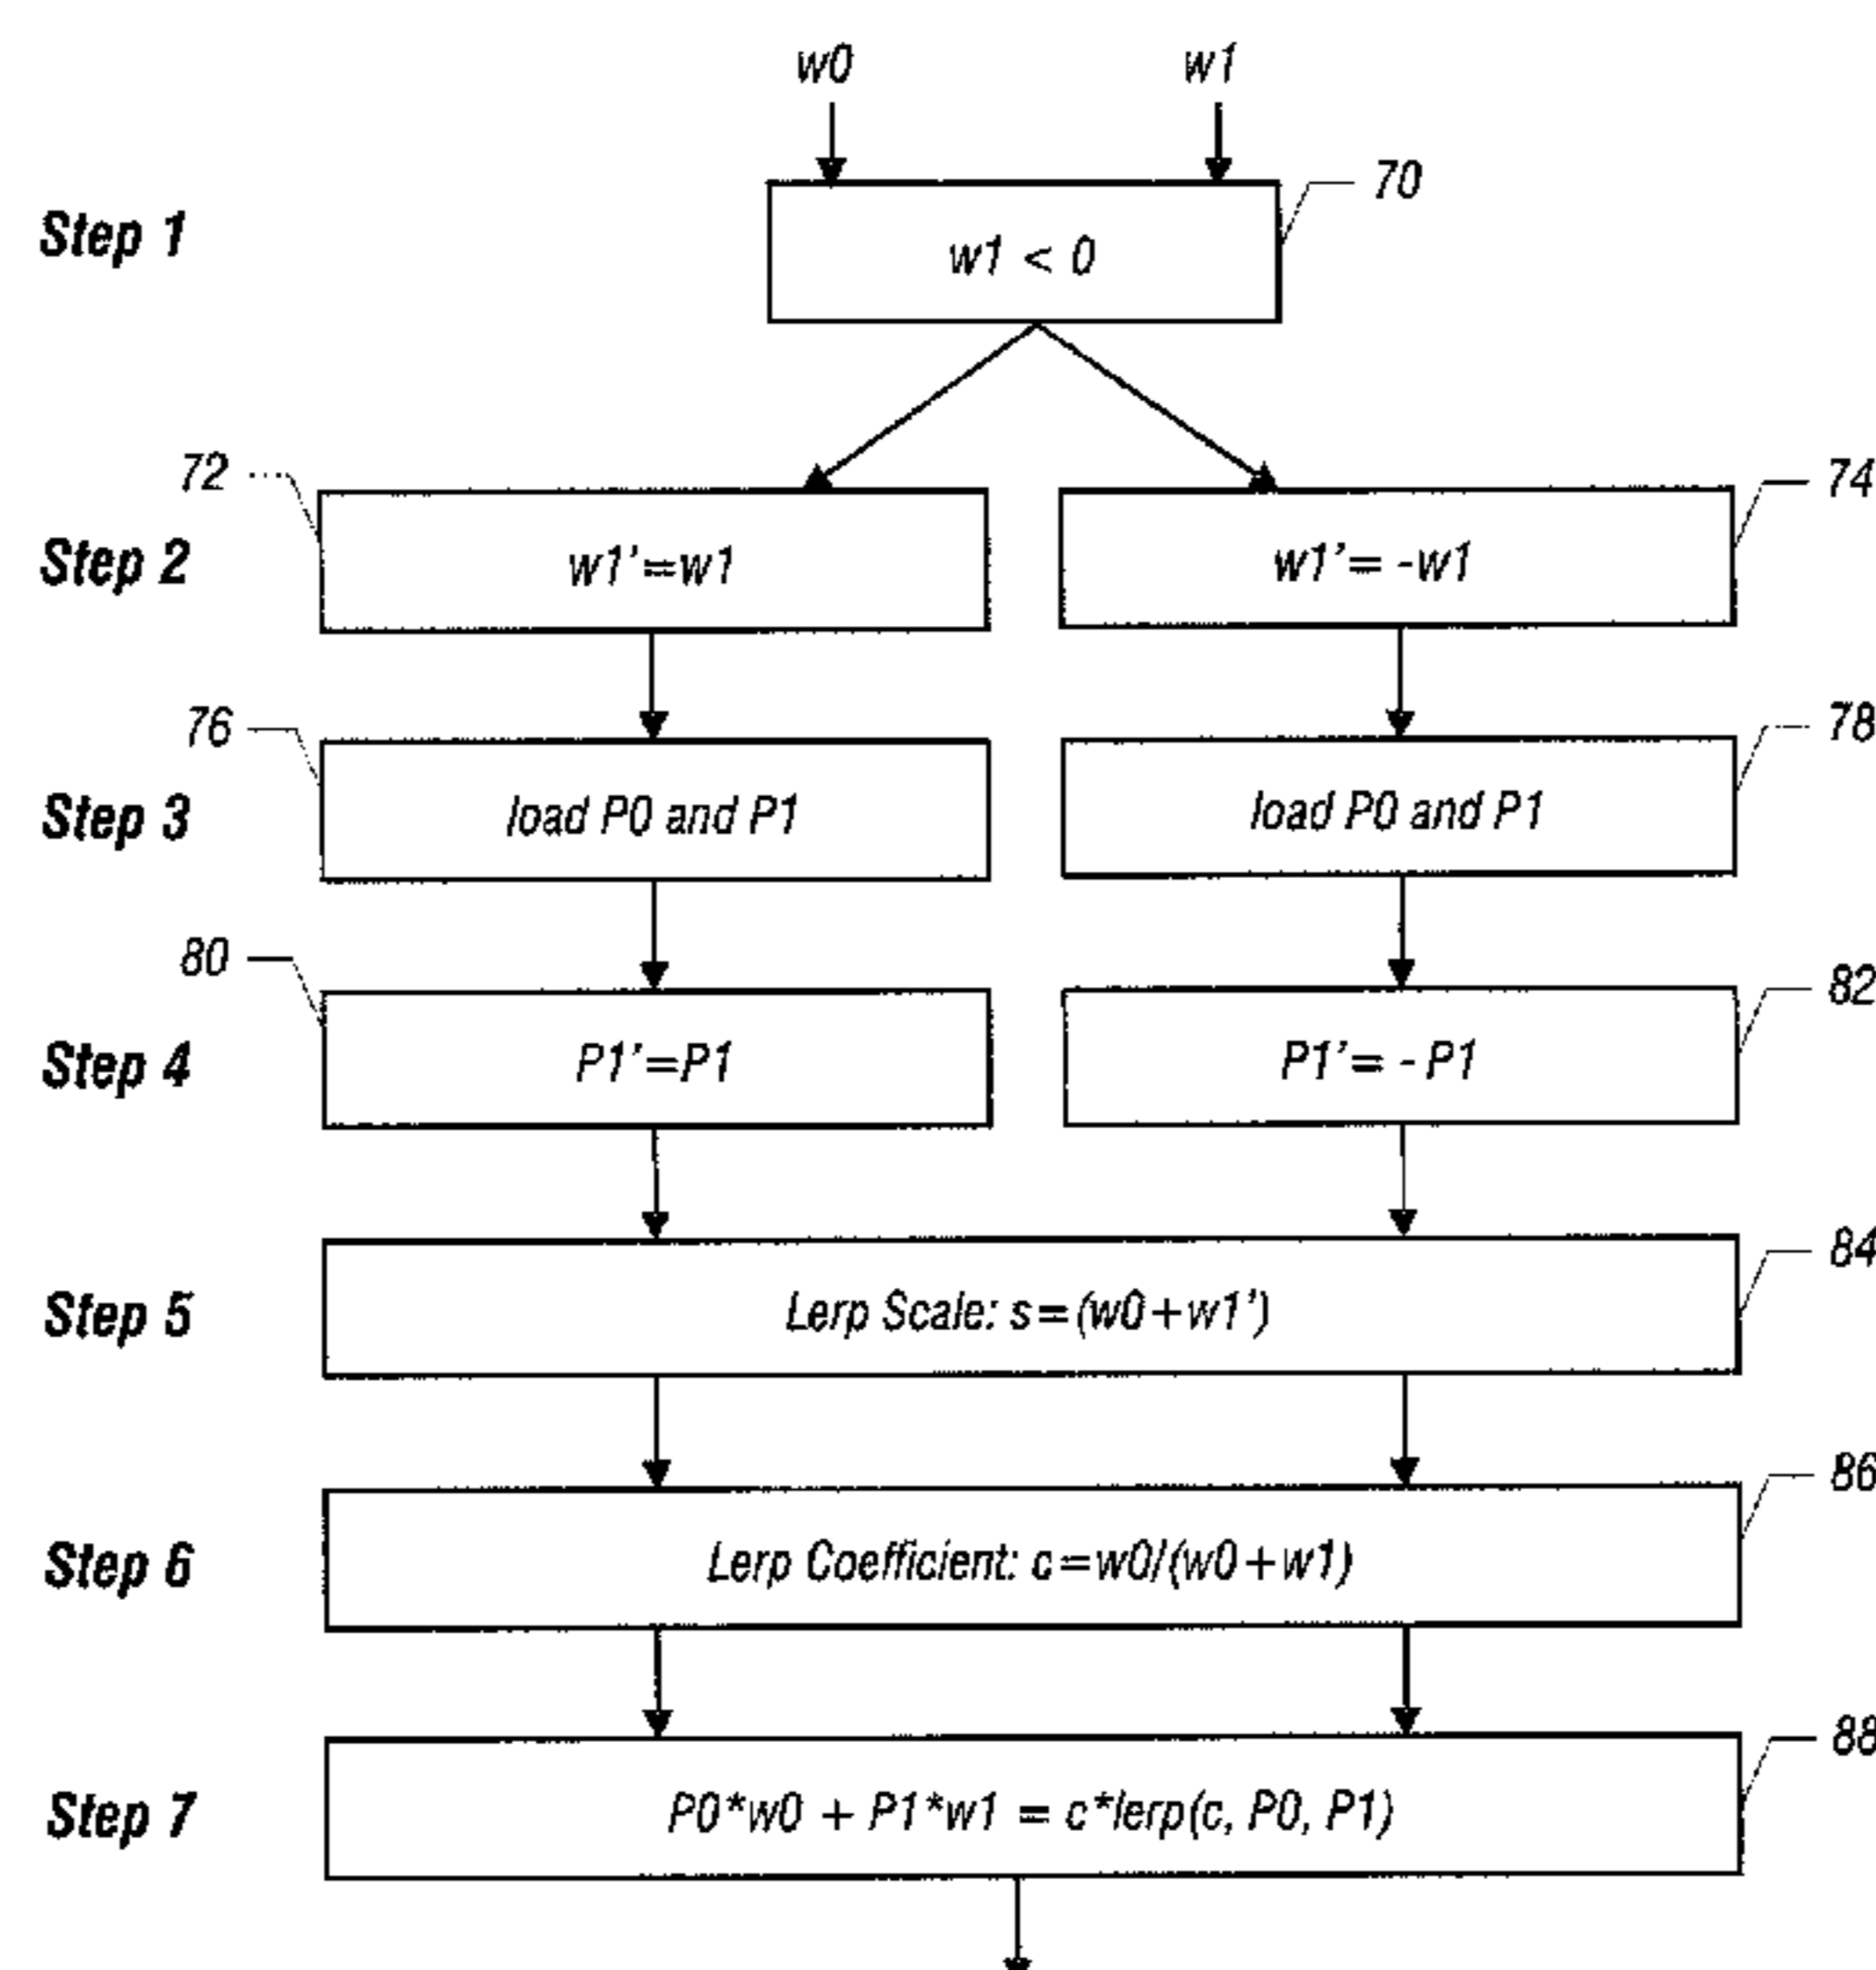 w0 w1
Step 1
w1 < 0
70
72
74
Step 2
w1'=w1
w1'= -w1
76
78
Step 3
load P0 and P1
load P0 and P1
80
82
Step 4
P1'=P1
P1'= - P1
84
Step 5
Lerp Scale: s=(w0+w1')
86
Step 6
Lerp Coefficient: c=w0/(w0+w1)
88
Step 7
P0*w0 + P1*w1 = c*lerp(c, P0, P1)